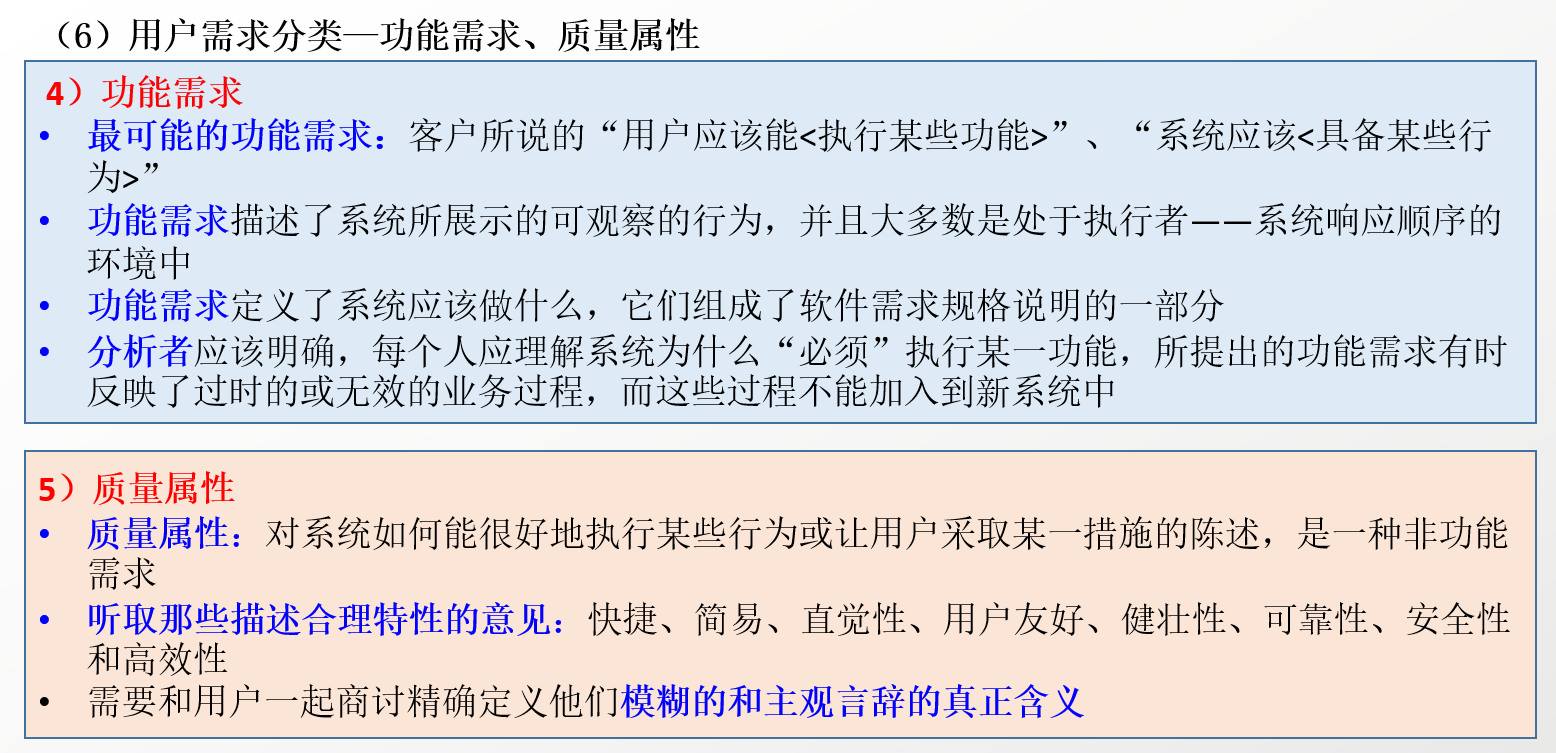 （6）用户需求分类—功能需求、质量属性
4）功能需求
• 最可能的功能需求：客户所说的“用户应该能<执行某些功能>”、“系统应该<具备某些行
为>”
• 功能需求描述了系统所展示的可观察的行为，并且大多数是处于执行者——系统响应顺序的
环境中
• 功能需求定义了系统应该做什么，它们组成了软件需求规格说明的一部分
• 分析者应该明确，每个人应理解系统为什么“必须”执行某一功能，所提出的功能需求有时
反映了过时的或无效的业务过程，而这些过程不能加入到新系统中
5）质量属性
• 质量属性：对系统如何能很好地执行某些行为或让用户采取某一措施的陈述，是一种非功能
需求
• 听取那些描述合理特性的意见：快捷、简易、直觉性、用户友好、健壮性、可靠性、安全性
和高效性
• 需要和用户一起商讨精确定义他们模糊的和主观言辞的真正含义